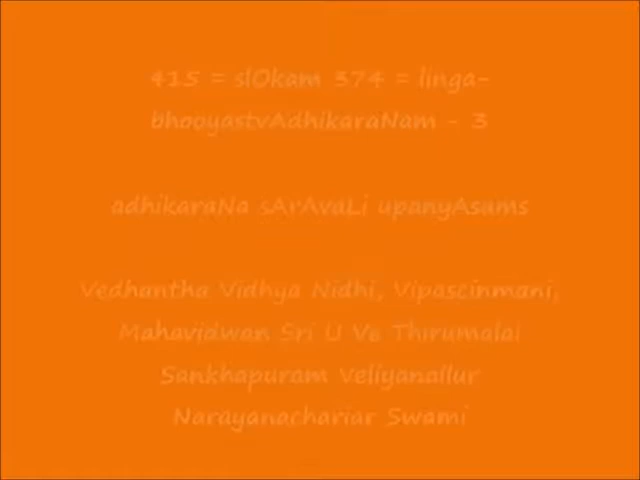 415 = slOkam 374 = linga-
bhooyastvAdhikaraNam - 3
adhikaraNa sArAvaLi upanyAsams
Vedhantha Vidhya Nidhi, Vipascinmani,
Mahavidwan Sri U Ve Thirumalai
Sankhapuram Veliyanallur
Narayanachariar Swami